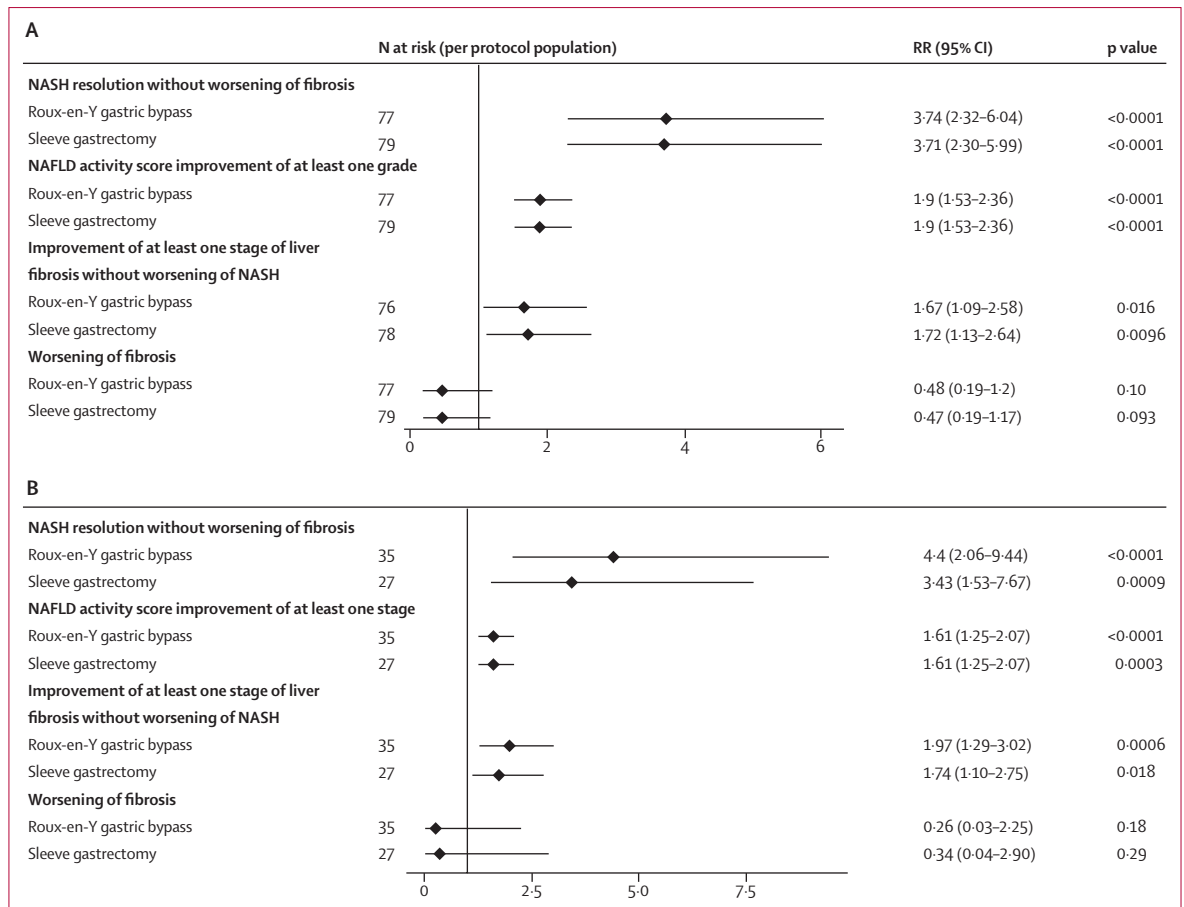 A
N at risk (per protocol population) RR (95% CI) p value
NASH resolution without worsening of fibrosis
Roux-en-Y gastric bypass 77 3·74 (2·32–6·04) <0·0001
Sleeve gastrectomy 79 3·71 (2·30–5·99) <0·0001
NAFLD activity score improvement of at least one grade
Roux-en-Y gastric bypass 77 1·9 (1·53–2·36) <0·0001
Sleeve gastrectomy 79 1·9 (1·53–2·36) <0·0001
Improvement of at least one stage of liver
fibrosis without worsening of NASH
Roux-en-Y gastric bypass 76 1·67 (1·09–2·58) 0·016
Sleeve gastrectomy 78 1·72 (1·13–2·64) 0·0096
Worsening of fibrosis
Roux-en-Y gastric bypass 77 0·48 (0·19–1·2) 0·10
Sleeve gastrectomy 79 0·47 (0·19–1·17) 0·093
0 2 4 6
B
NASH resolution without worsening of fibrosis
Roux-en-Y gastric bypass 35 4·4 (2·06–9·44) <0·0001
Sleeve gastrectomy 27 3·43 (1·53–7·67) 0·0009
NAFLD activity score improvement of at least one stage
Roux-en-Y gastric bypass 35 1·61 (1·25–2·07) <0·0001
Sleeve gastrectomy 27 1·61 (1·25–2·07) 0·0003
Improvement of at least one stage of liver
fibrosis without worsening of NASH
Roux-en-Y gastric bypass 35 1·97 (1·29–3·02) 0·0006
Sleeve gastrectomy 27 1·74 (1·10–2·75) 0·018
Worsening of fibrosis
Roux-en-Y gastric bypass 35 0·26 (0·03–2·25) 0·18
Sleeve gastrectomy 27 0·34 (0·04–2·90) 0·29
0 2·5 5·0 7·5